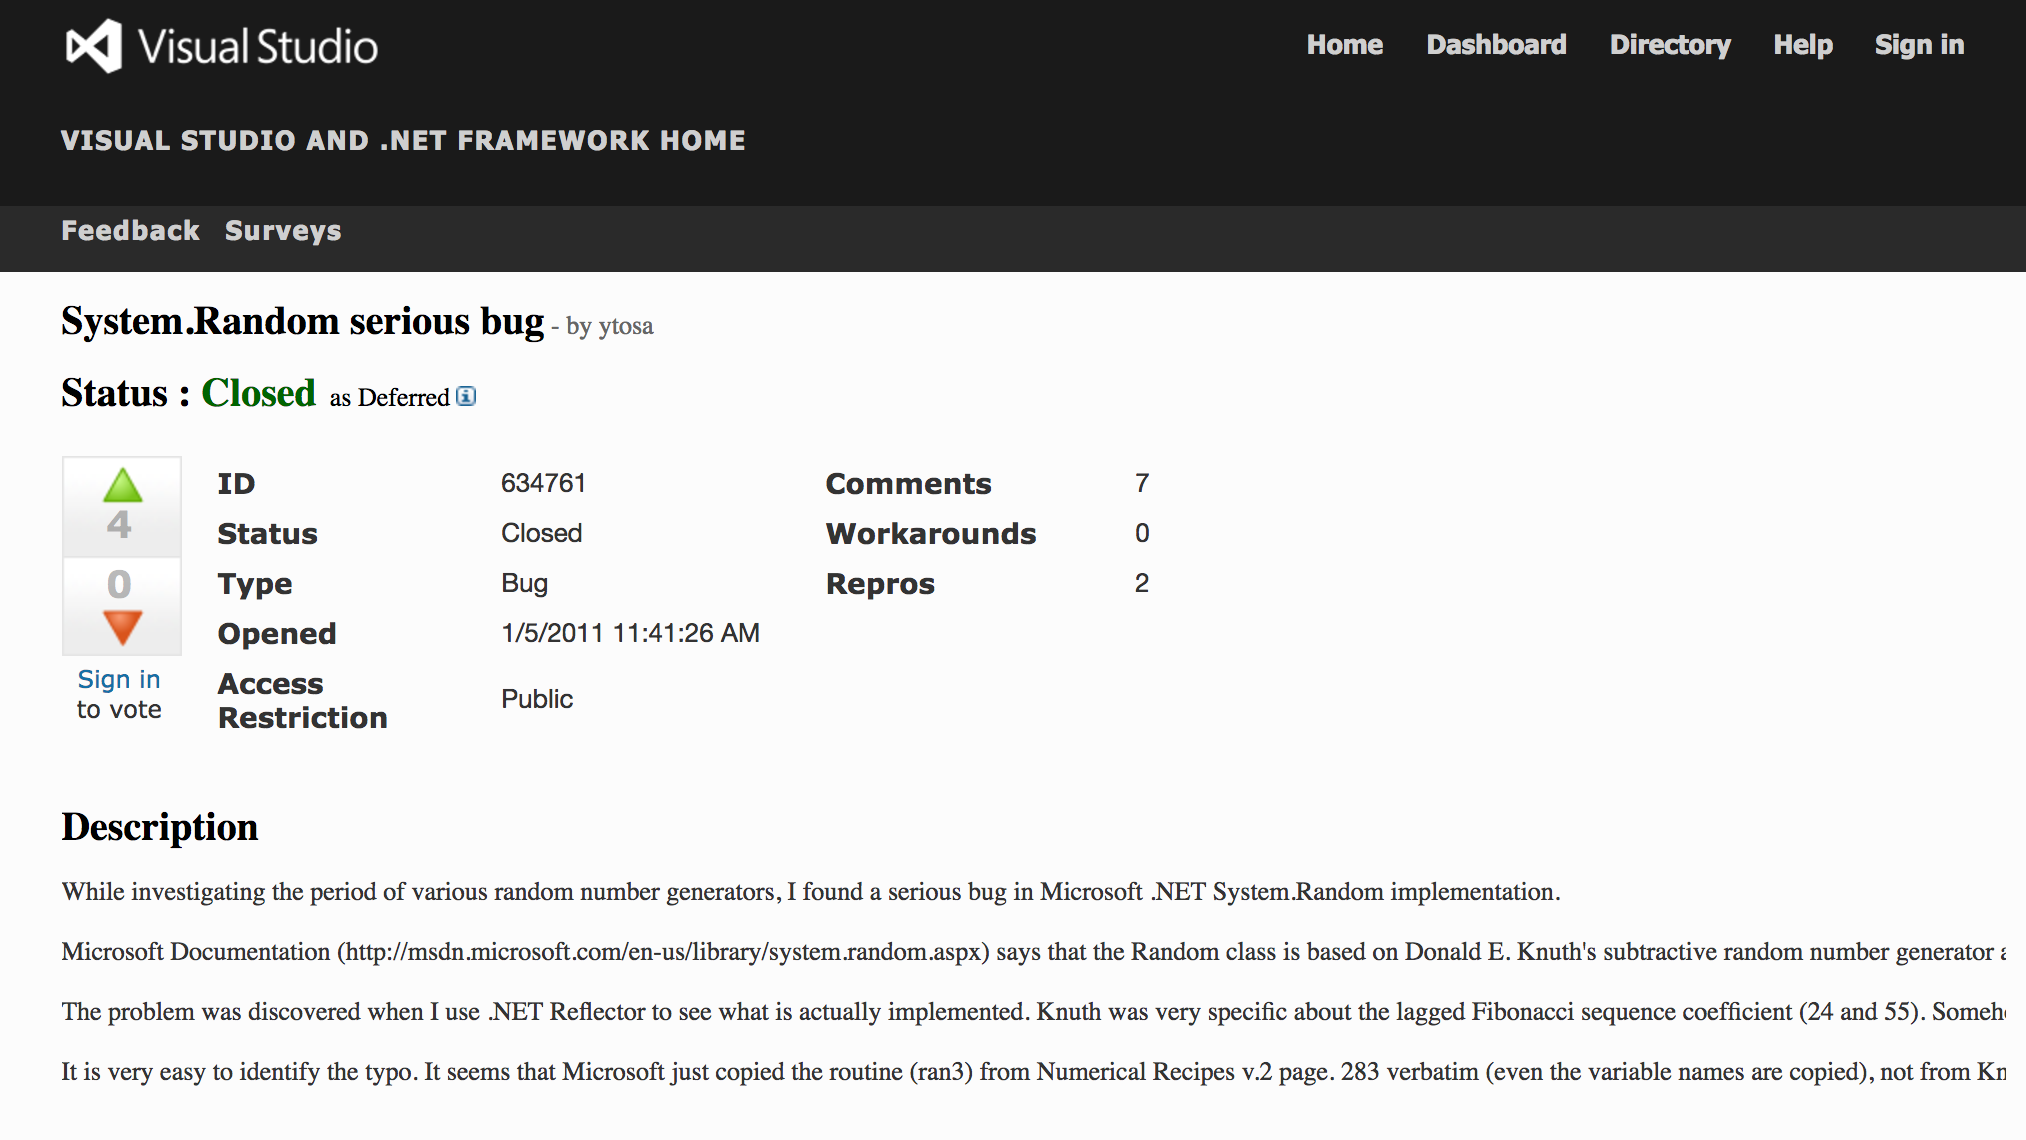 Visual Studio
Home Dashboard Directory Help Sign in
VISUAL STUDIO AND .NET FRAMEWORK HOME
Feedback Surveys
System.Random serious bug - by ytosa
Status : Closed as Deferred
4
0
Sign in
to vote
ID 634761 Comments 7
Status Closed Workarounds 0
Type Bug Repros 2
Opened 1/5/2011 11:41:26 AM
Access
Restriction
Public
Description
While investigating the period of various random number generators, I found a serious bug in Microsoft .NET System.Random implementation.
Microsoft Documentation (http://msdn.microsoft.com/en-us/library/system.random.aspx) says that the Random class is based on Donald E. Knuth's subtractive random number generator
The problem was discovered when I use .NET Reflector to see what is actually implemented. Knuth was very specific about the lagged Fibonacci sequence coefficient (24 and 55).
It is very easy to identify the typo. It seems that Microsoft just copied the routine (ran3) from Numerical Recipes v.2 page. 283 verbatim (even the variable names are copied), not from